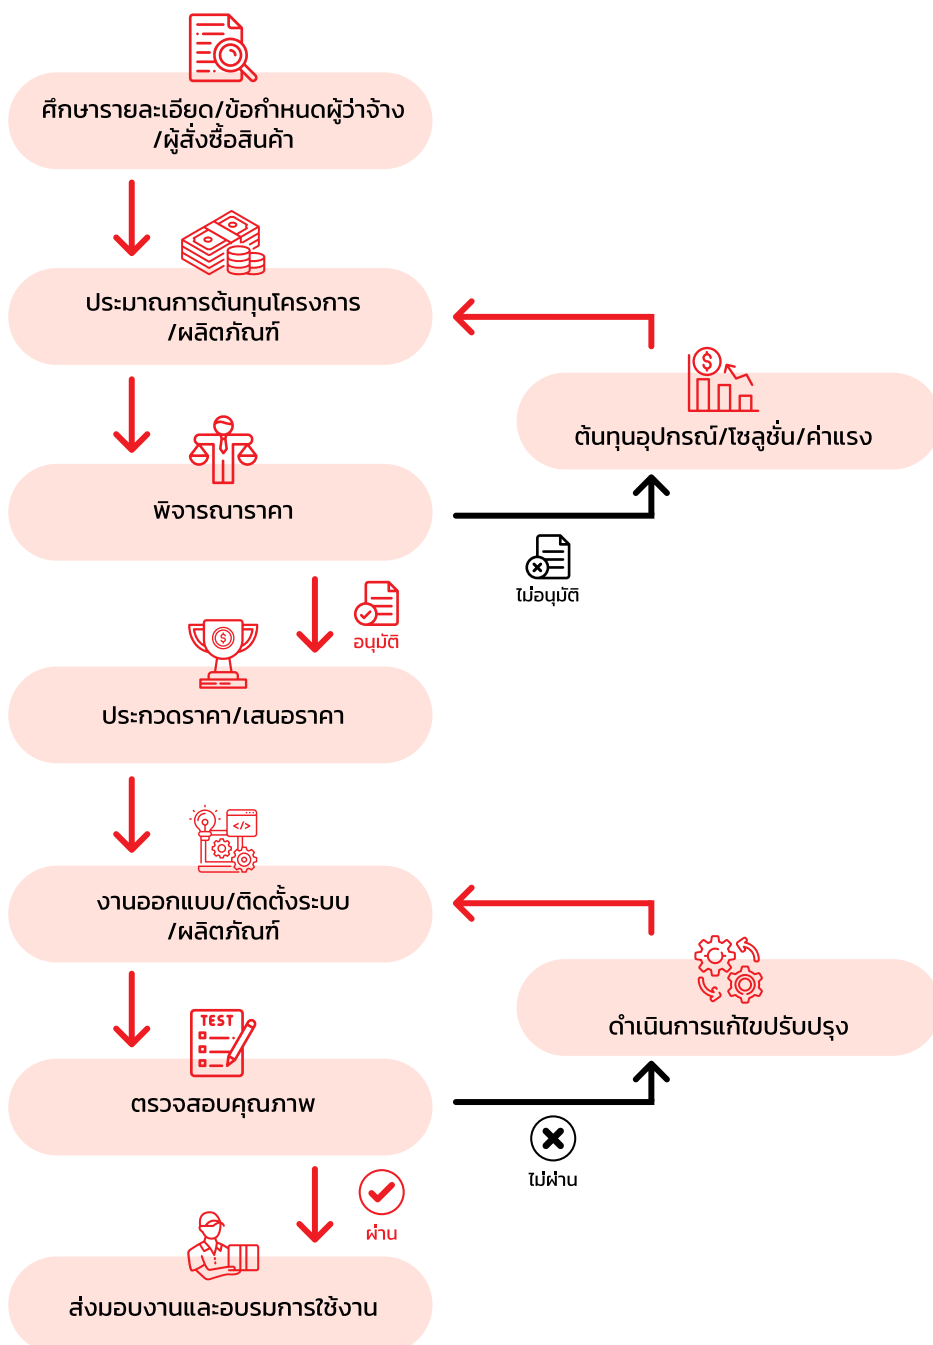 ศึกษารายละเอียด/ข้อกำหนดผู้ว่าจ้าง
/ผู้สั่งซื้อสินค้า
ประมาณการต้นทุนโครงการ
/ผลิตภัณฑ์
ต้นทุนอุปกรณ์/โซลูชั่น/ค่าแรง
พิจารณาราคา
ไม่อนุมัติ
อนุมัติ
ประกวดราคา/เสนอราคา
</>
งานออกแบบ/ติดตั้งระบบ
/ผลิตภัณฑ์
ดำเนินการแก้ไขปรับปรุง
TEST
ตรวจสอบคุณภาพ
ไม่ผ่าน
ผ่าน
ส่งมอบงานและอบรมการใช้งาน